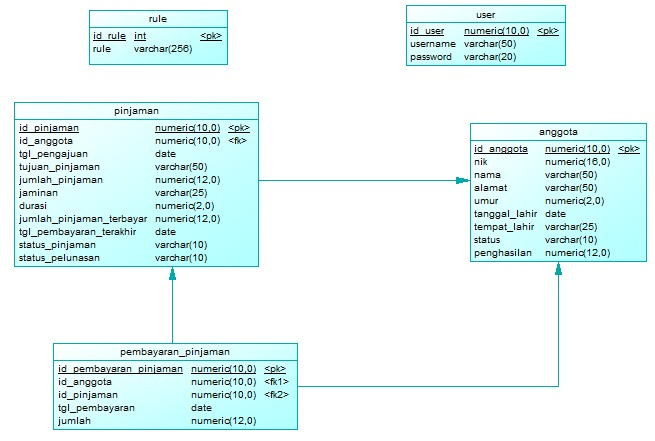 rule
id_rule int <pk>
rule varchar(256)
user
id_user numeric(10,0) <pk>
username varchar(50)
password varchar(20)
pinjaman
id_pinjaman numeric(10,0) <pk>
id_anggota numeric(10,0) <fk>
tgl_pengajuan date
tujuan_pinjaman varchar(50)
jumlah_pinjaman numeric(12,0)
jaminan varchar(25)
durasi numeric(2,0)
jumlah_pinjaman_terbayar numeric(12,0)
tgl_pembayaran_terakhir date
status_pinjaman varchar(10)
status_pelunasan varchar(10)
anggota
id_anggota numeric(10,0) <pk>
nik numeric(16,0)
nama varchar(50)
alamat varchar(50)
umur numeric(2,0)
tanggal_lahir date
tempat_lahir varchar(25)
status varchar(10)
penghasilan numeric(12,0)
pembayaran_pinjaman
id_pembayaran_pinjaman numeric(10,0) <pk>
id_anggota numeric(10,0) <fk1>
id_pinjaman numeric(10,0) <fk2>
tgl_pembayaran date
jumlah numeric(12,0)